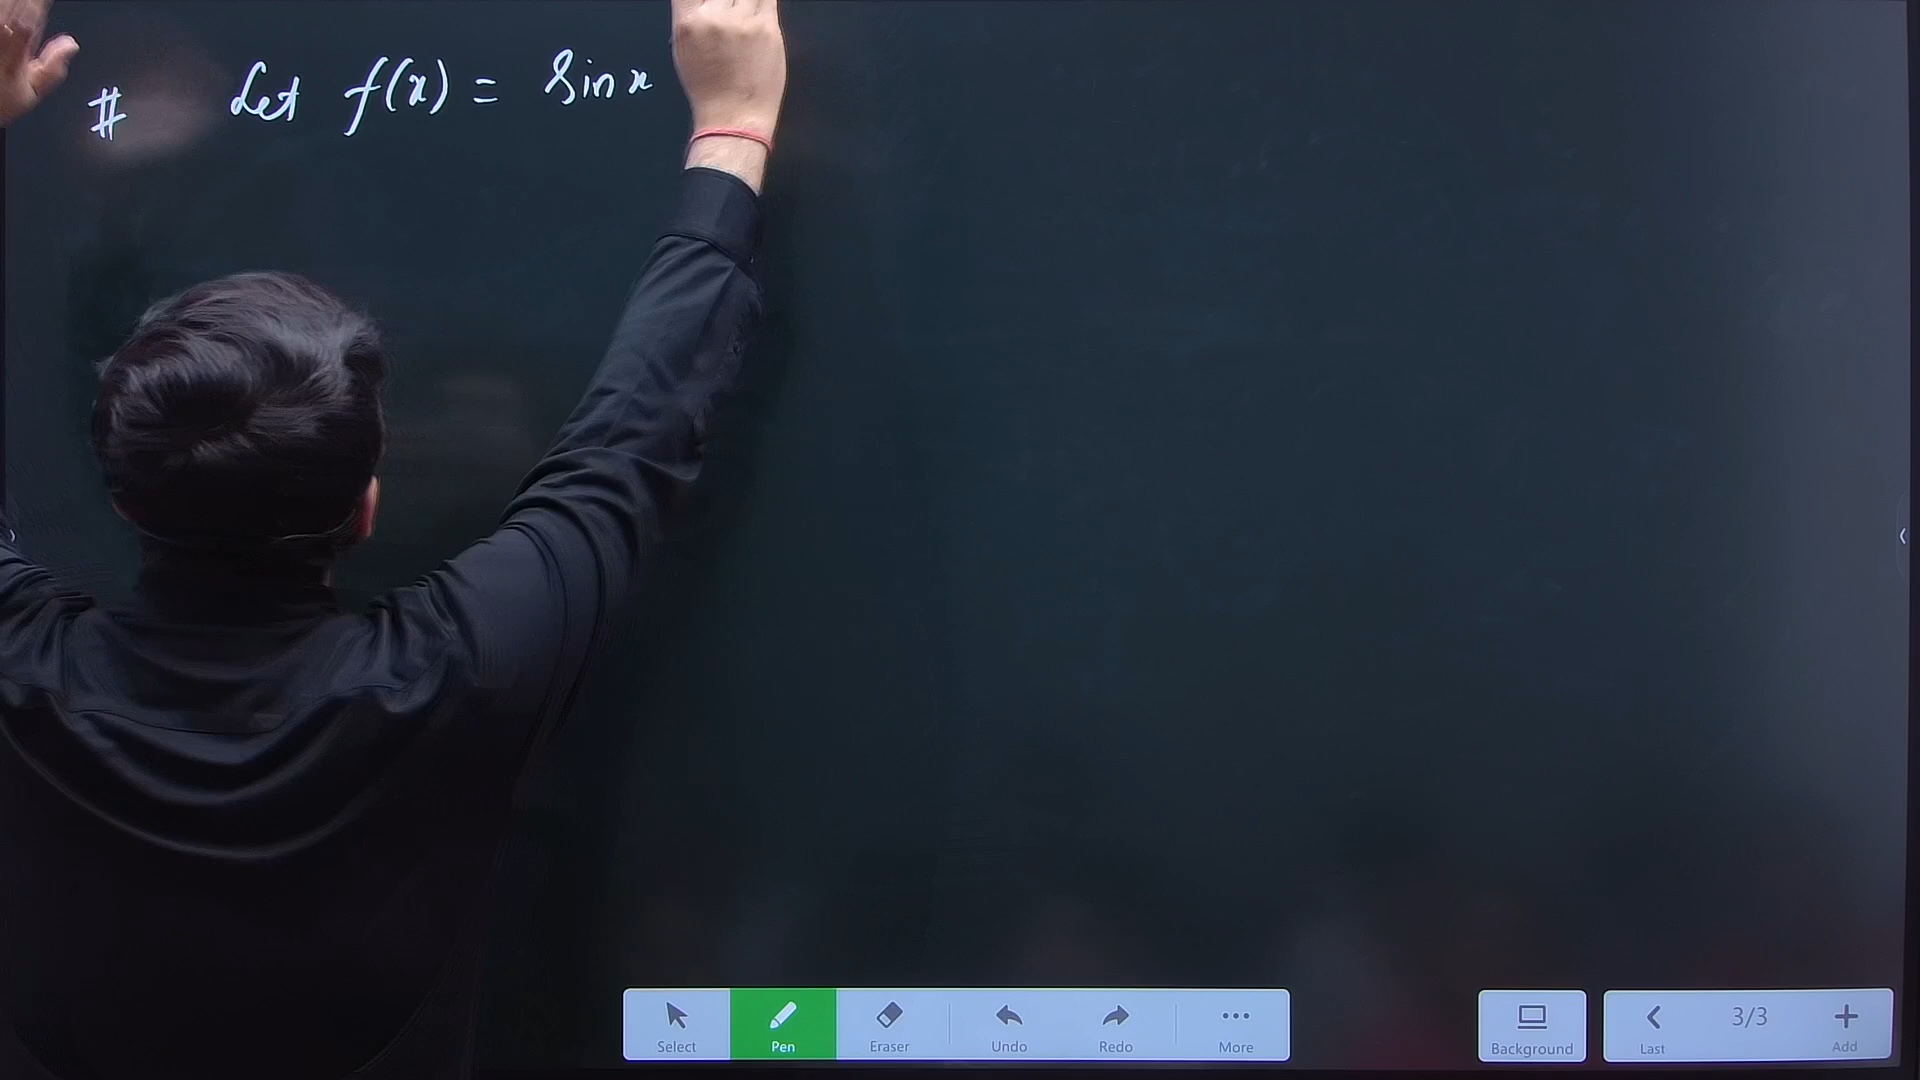 # Let f(x) = Sin x
Select Pen Eraser Undo Redo More Background Last 3/3 Add